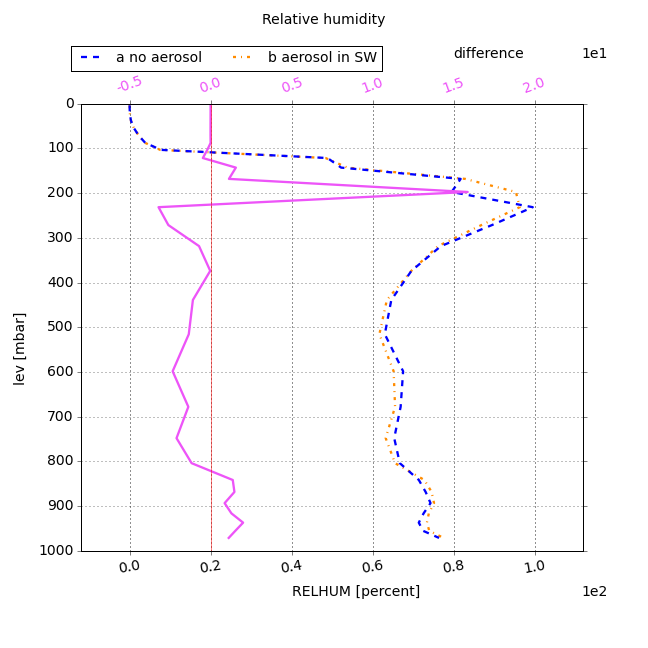 Relative humidity
a no aerosol b aerosol in SW difference 1e1
-0.5 0.0 0.5 1.0 1.5 2.0
0
100
200
300
400
500
600
700
800
900
1000
lev [mbar]
0.0 0.2 0.4 0.6 0.8 1.0
RELHUM [percent] 1e2